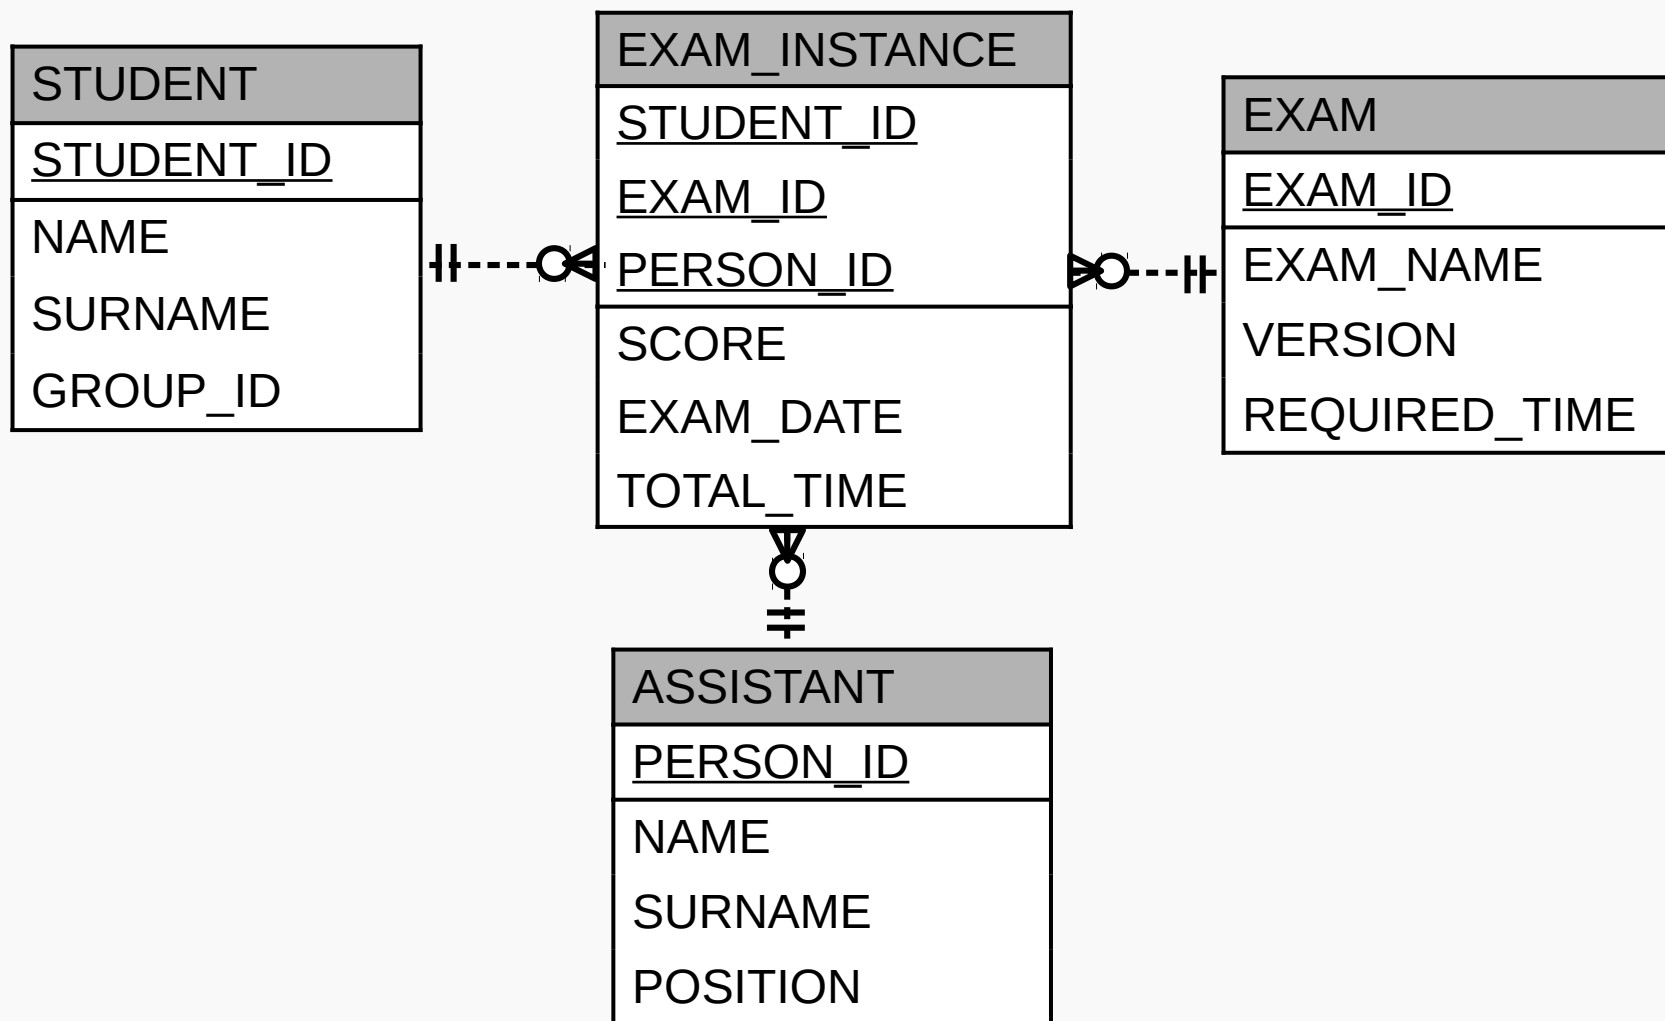 STUDENT
STUDENT_ID
NAME
SURNAME
GROUP_ID
EXAM_INSTANCE
STUDENT_ID
EXAM_ID
PERSON_ID
SCORE
EXAM_DATE
TOTAL_TIME
EXAM
EXAM_ID
EXAM_NAME
VERSION
REQUIRED_TIME
ASSISTANT
PERSON_ID
NAME
SURNAME
POSITION